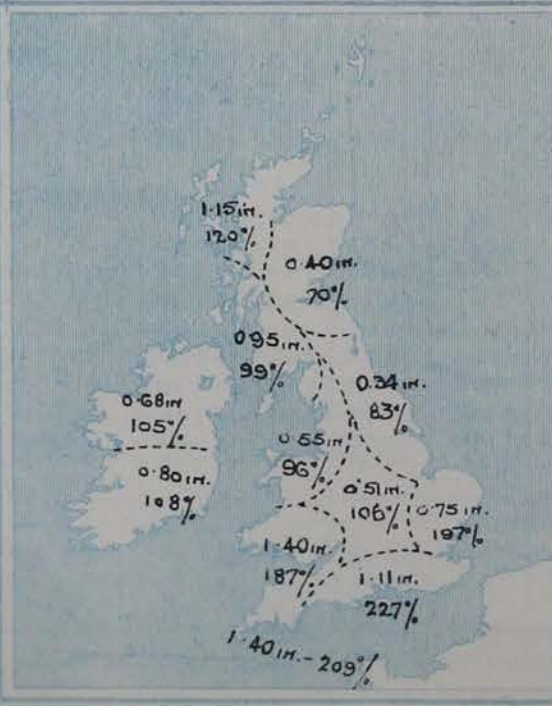 1.15 in.
120%
0.40 in.
70%
0.95 in.
99%
0.34 in.
83%
0.68 in
105%
0.55 in
96%
0.80 in.
108%
0.51 in.
106%
0.75 in.
197%
1.40 in.
187%
1.11 in.
227%
1.40 in. - 209%